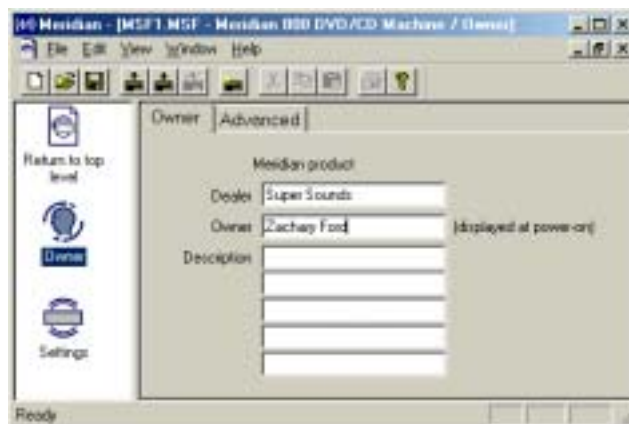 Meridian - [MSF1.MSF - Meridian 800 DVD/CD Machine / Owner]
File Edit View Window Help
Owner Advanced
Return to top
level
Meridian product
Dealer Super Sounds
Owner Zachary Ford (displayed at power-on)
Owner
Description
Settings
Ready